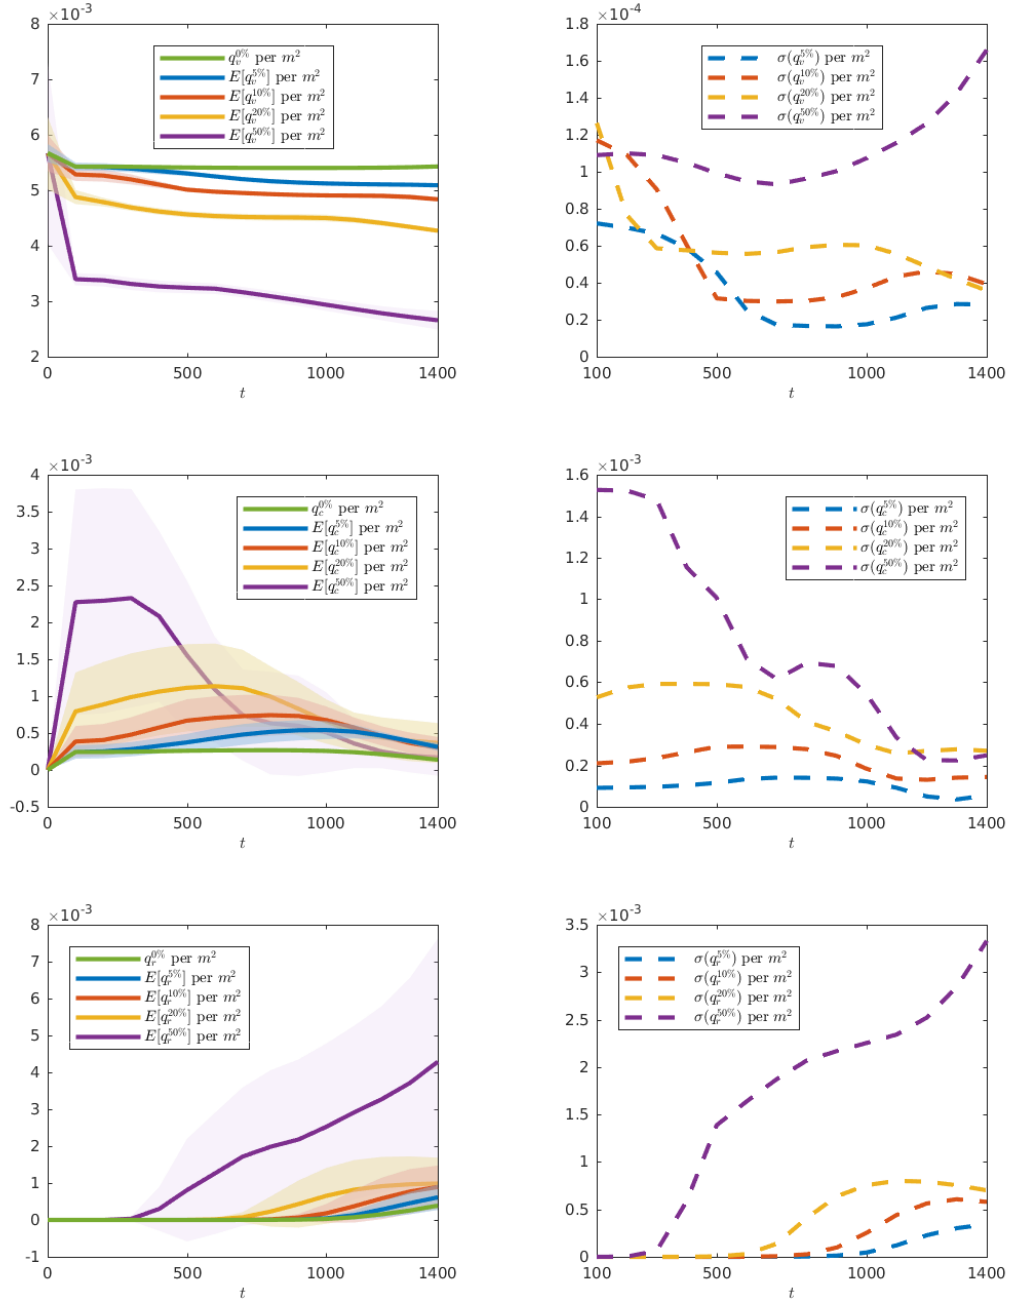 ×10⁻³
8
7
6
5
4
3
2
0
500
1000
1400
t
q_v^{0%} per m²
E[q_v^{5%}] per m²
E[q_v^{10%}] per m²
E[q_v^{20%}] per m²
E[q_v^{50%}] per m²
×10⁻⁴
1.8
1.6
1.4
1.2
1
0.8
0.6
0.4
0.2
0
100
500
1000
1400
t
σ(q_v^{5%}) per m²
σ(q_v^{10%}) per m²
σ(q_v^{20%}) per m²
σ(q_v^{50%}) per m²
×10⁻³
4
3.5
3
2.5
2
1.5
1
0.5
0
-0.5
0
500
1000
1400
t
q_c^{0%} per m²
E[q_c^{5%}] per m²
E[q_c^{10%}] per m²
E[q_c^{20%}] per m²
E[q_c^{50%}] per m²
×10⁻³
1.6
1.4
1.2
1
0.8
0.6
0.4
0.2
0
100
500
1000
1400
t
σ(q_c^{5%}) per m²
σ(q_c^{10%}) per m²
σ(q_c^{20%}) per m²
σ(q_c^{50%}) per m²
×10⁻³
8
7
6
5
4
3
2
1
0
-1
0
500
1000
1400
t
q_r^{0%} per m²
E[q_r^{5%}] per m²
E[q_r^{10%}] per m²
E[q_r^{20%}] per m²
E[q_r^{50%}] per m²
×10⁻³
3.5
3
2.5
2
1.5
1
0.5
0
100
500
1000
1400
t
σ(q_r^{5%}) per m²
σ(q_r^{10%}) per m²
σ(q_r^{20%}) per m²
σ(q_r^{50%}) per m²